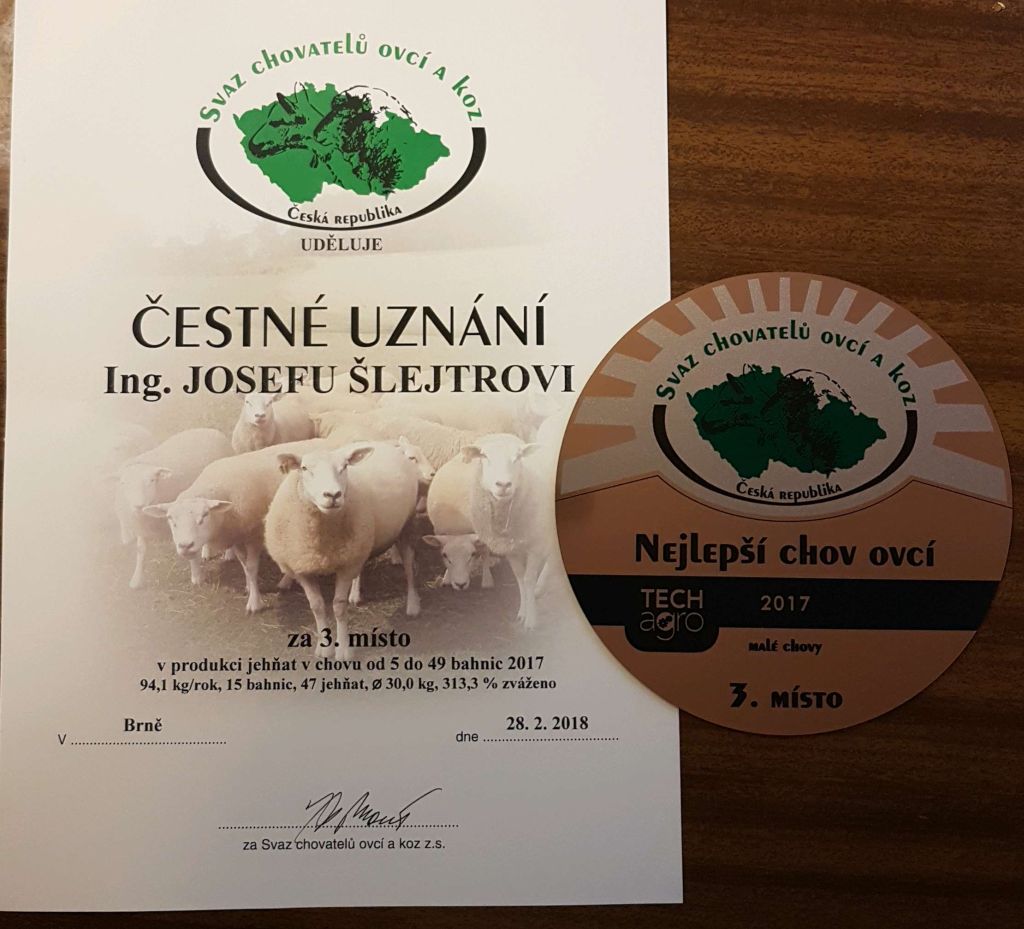 Svaz chovatelů ovcí a koz
Česká republika
UDĚLUJE
ČESTNÉ UZNÁNÍ
Ing. JOSEFU ŠLEJTROVI
za 3. místo
v produkci jehňat v chovu od 5 do 49 bahnic 2017
94,1 kg/rok, 15 bahnic, 47 jehňat, ø 30,0 kg, 313,3 % zváženo
V Brně dne 28. 2. 2018
za Svaz chovatelů ovcí a koz z.s.
Svaz chovatelů ovcí a koz
Česká republika
Nejlepší chov ovcí
TECH
agro
2017
malé chovy
3. místo